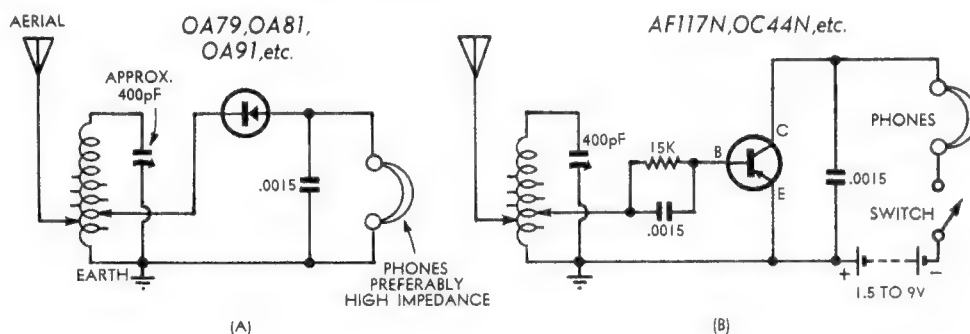 AERIAL
OA79,OA81,
OA91,etc.
APPROX.
400pF
.0015
EARTH
PHONES
PREFERABLY
HIGH IMPEDANCE
(A)
AERIAL
AF117N,OC44N,etc.
400pF
15K
B
C
E
.0015
.0015
PHONES
SWITCH
+
-
1.5 TO 9V
(B)